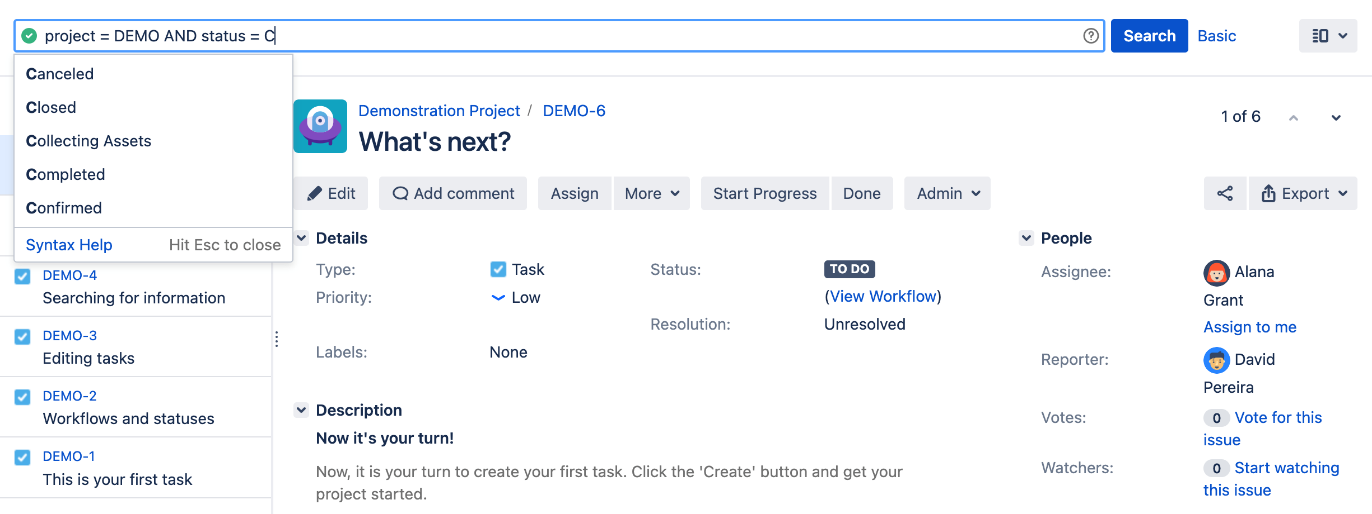 project = DEMO AND status = C
Search
Basic
Canceled
Closed
Collecting Assets
Completed
Confirmed
Syntax Help Hit Esc to close
DEMO-4
Searching for information
DEMO-3
Editing tasks
DEMO-2
Workflows and statuses
DEMO-1
This is your first task
Demonstration Project / DEMO-6
What's next?
1 of 6
Edit Add comment Assign More Start Progress Done Admin Export
Details
Type: Task
Status: TO DO
Priority: Low
(View Workflow)
Resolution: Unresolved
Labels: None
Description
Now it's your turn!
Now, it is your turn to create your first task. Click the 'Create' button and get your
project started.
People
Assignee: Alana
Grant
Assign to me
Reporter: David
Pereira
Votes: 0 Vote for this
issue
Watchers: 0 Start watching
this issue